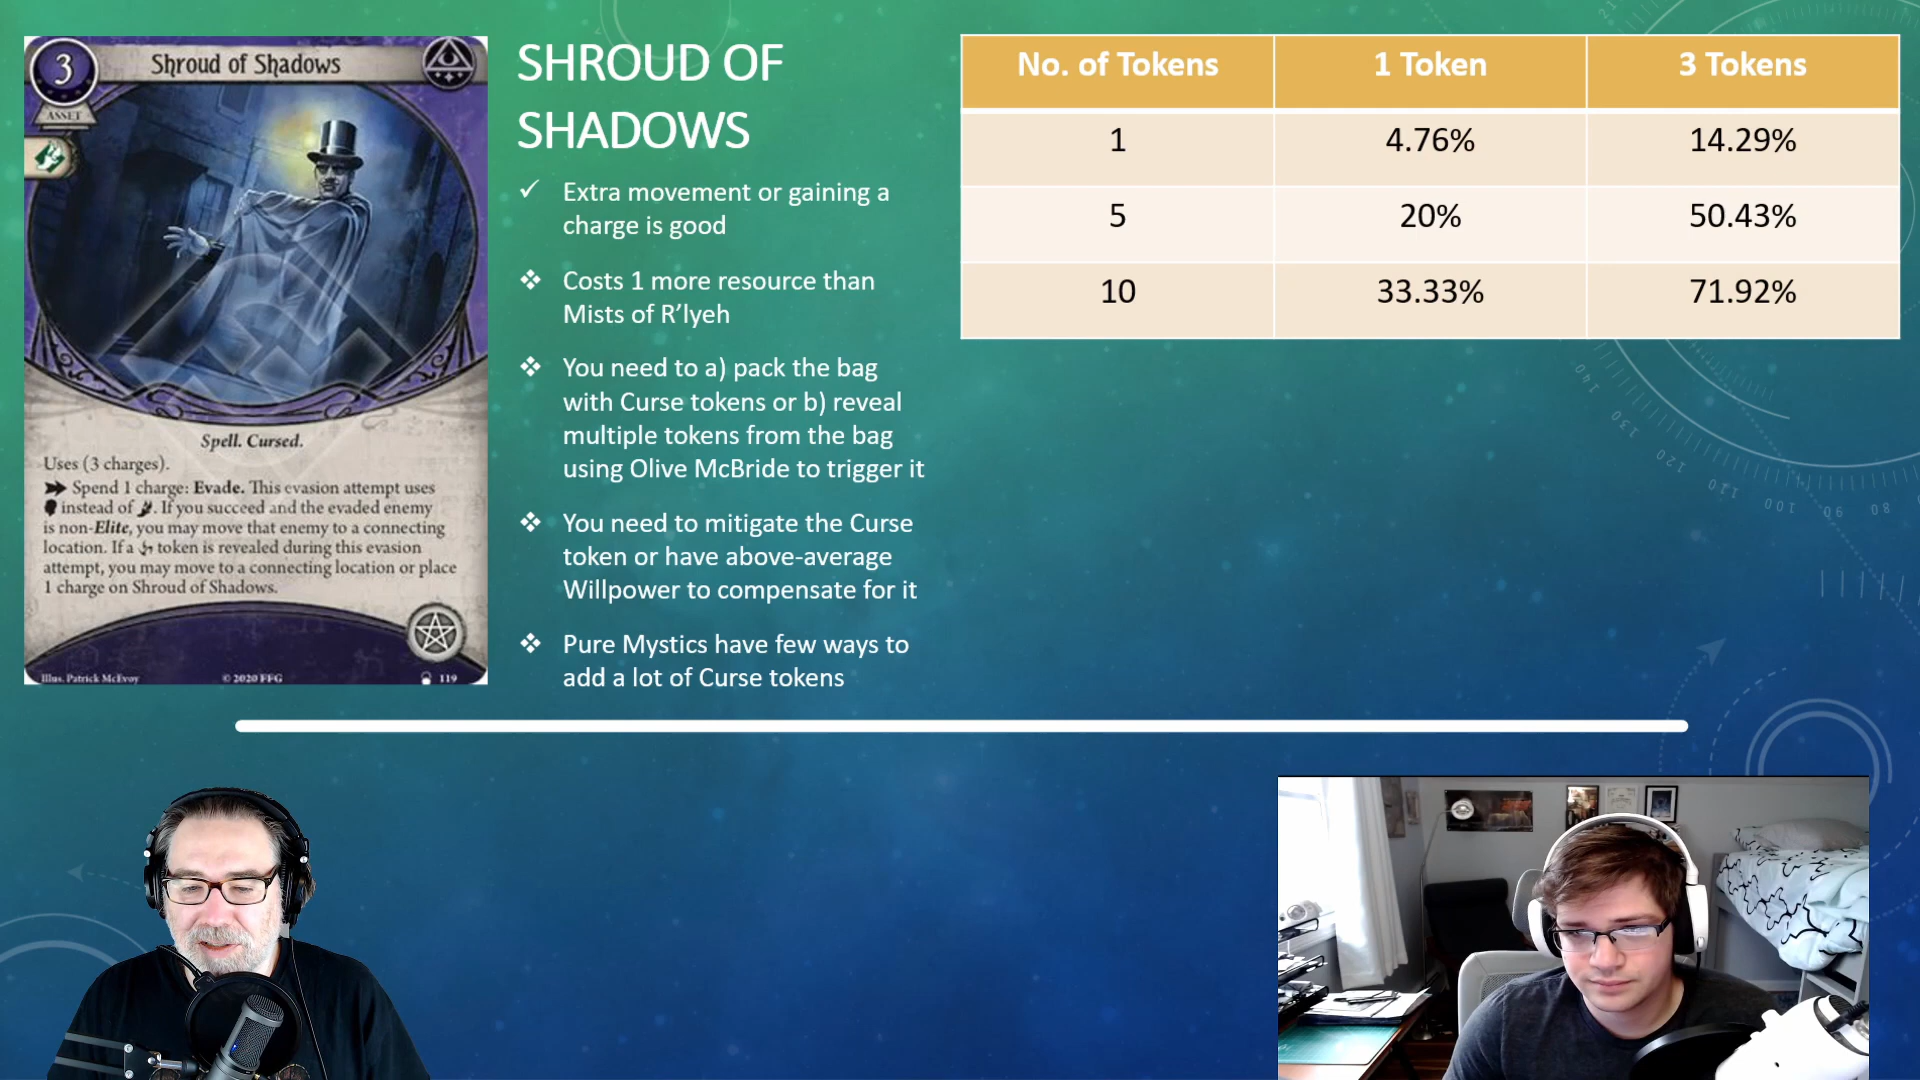 3
Shroud of Shadows
ASSET
Spell. Cursed.
Uses (3 charges).
Spend 1 charge: Evade. This evasion attempt uses
instead of . If you succeed and the evaded enemy
is non-Elite, you may move that enemy to a connecting
location. If a token is revealed during this evasion
attempt, you may move to a connecting location or place
1 charge on Shroud of Shadows.
Illus. Patrick McEvoy
© 2020 FFG
119
SHROUD OF
SHADOWS
Extra movement or gaining a
charge is good
Costs 1 more resource than
Mists of R’lyeh
You need to a) pack the bag
with Curse tokens or b) reveal
multiple tokens from the bag
using Olive McBride to trigger it
You need to mitigate the Curse
token or have above-average
Willpower to compensate for it
Pure Mystics have few ways to
add a lot of Curse tokens
No. of Tokens 1 Token 3 Tokens
1 4.76% 14.29%
5 20% 50.43%
10 33.33% 71.92%
140
130
120
110
100
90
80